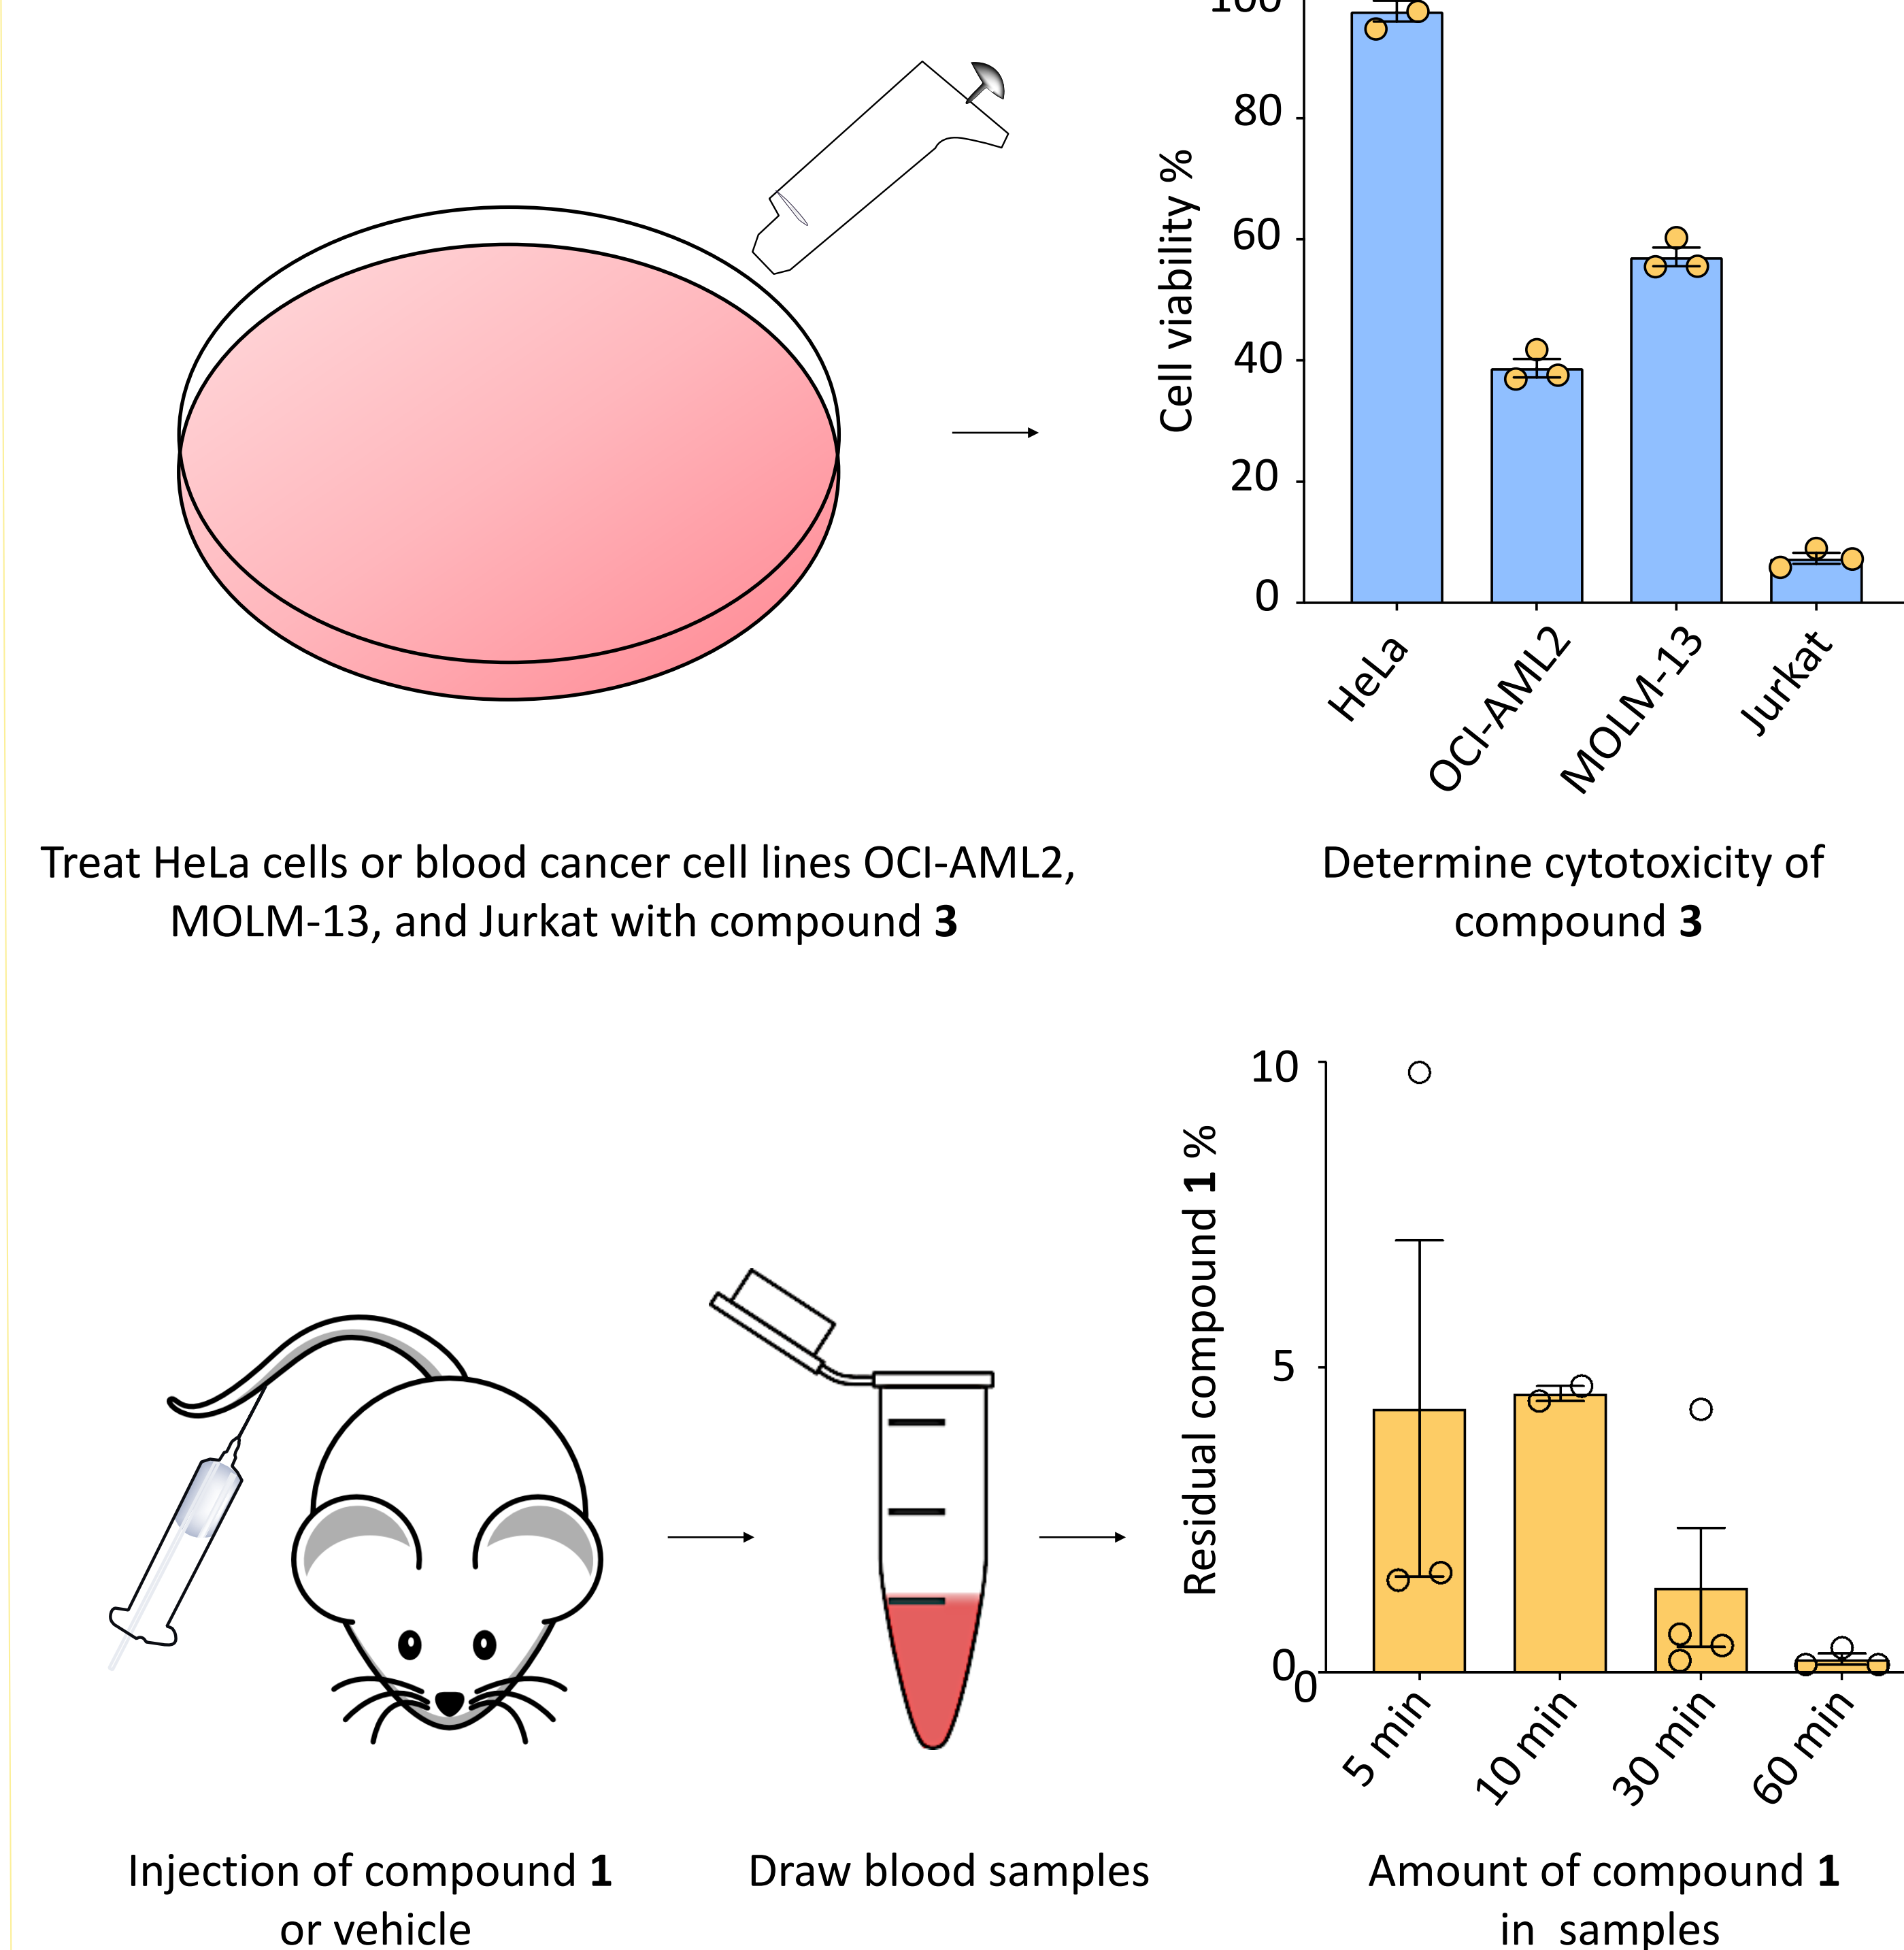 100
80
60
40
20
0
Cell viability %
HeLa
OCI-AML2
MOLM-13
Jurkat
Treat HeLa cells or blood cancer cell lines OCI-AML2,
MOLM-13, and Jurkat with compound 3
Determine cytotoxicity of
compound 3
10
5
0
0
Residual compound 1 %
5 min
10 min
30 min
60 min
Injection of compound 1
or vehicle
Draw blood samples
Amount of compound 1
in samples